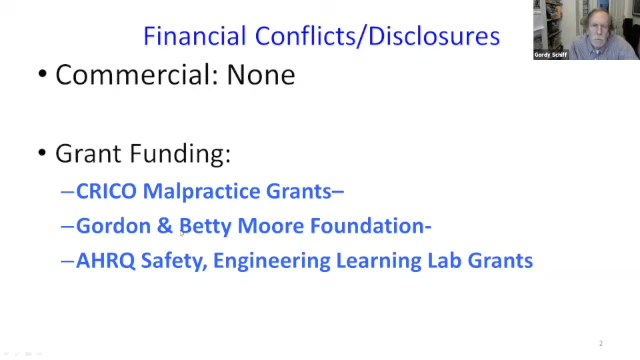 Financial Conflicts/Disclosures
Gordy Schiff
• Commercial: None
• Grant Funding:
–CRICO Malpractice Grants–
–Gordon & Betty Moore Foundation-
–AHRQ Safety, Engineering Learning Lab Grants
2